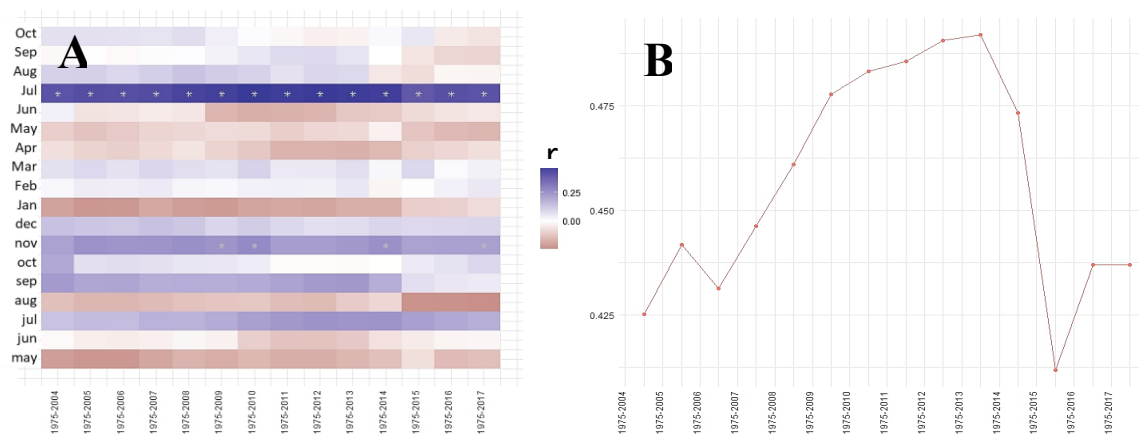 A
Oct
Sep
Aug
Jul
Jun
May
Apr
Mar
Feb
Jan
dec
nov
oct
sep
aug
jul
jun
may
* * * * * * * * * * * * * *
* * * *
1975-2004
1975-2005
1975-2006
1975-2007
1975-2008
1975-2009
1975-2010
1975-2011
1975-2012
1975-2013
1975-2014
1975-2015
1975-2016
1975-2017
r
0.25
0.00
B
0.475
0.450
0.425
1975-2004
1975-2005
1975-2006
1975-2007
1975-2008
1975-2009
1975-2010
1975-2011
1975-2012
1975-2013
1975-2014
1975-2015
1975-2016
1975-2017